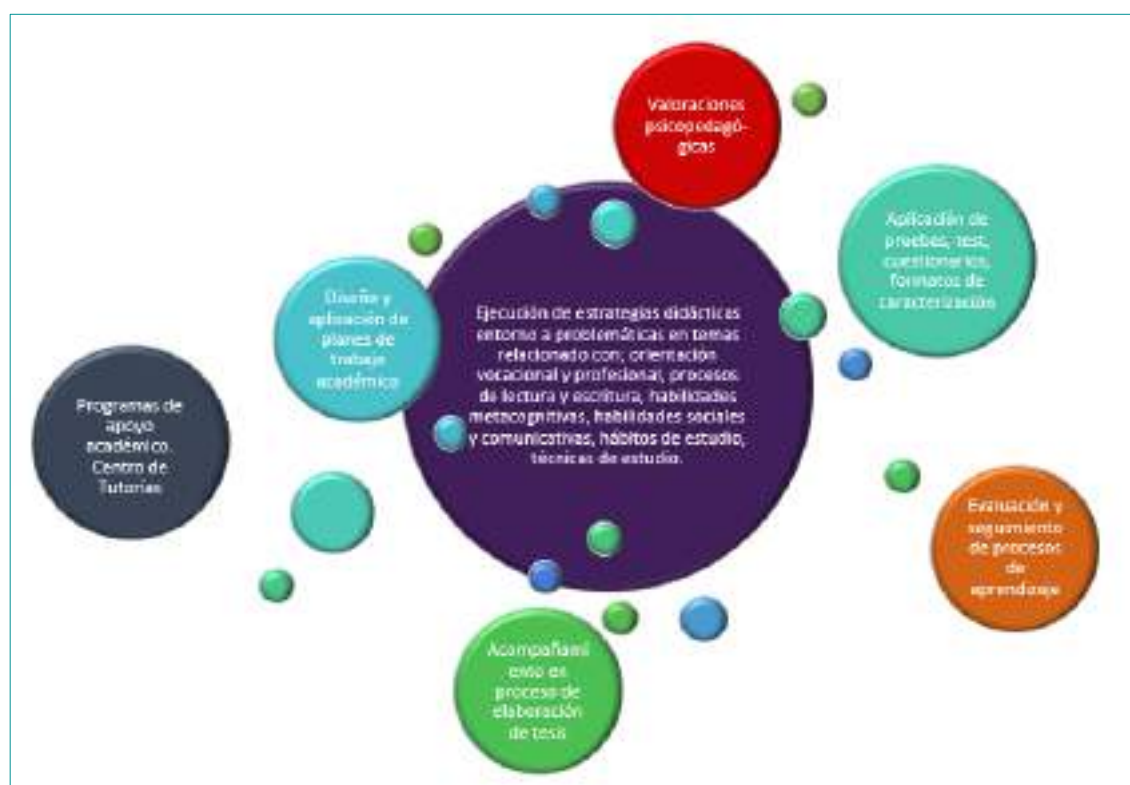 Valoraciones
psicopedagó-
gicas
Aplicación de
pruebas, test,
cuestionarios,
formatos de
caracterización
Diseño y
aplicación de
planes de
trabajo
académico
Ejecución de estrategias didácticas
entorno a problemáticas en temas
relacionado con, orientación
vocacional y profesional, procesos
de lectura y escritura, habilidades
metacognitivas, habilidades sociales
y comunicativas, hábitos de estudio,
técnicas de estudio.
Programas de
apoyo
académico.
Centro de
Tutorías
Evaluación y
seguimiento
de procesos
de
aprendizaje
Acompañami
ento en
proceso de
elaboración
de tesis